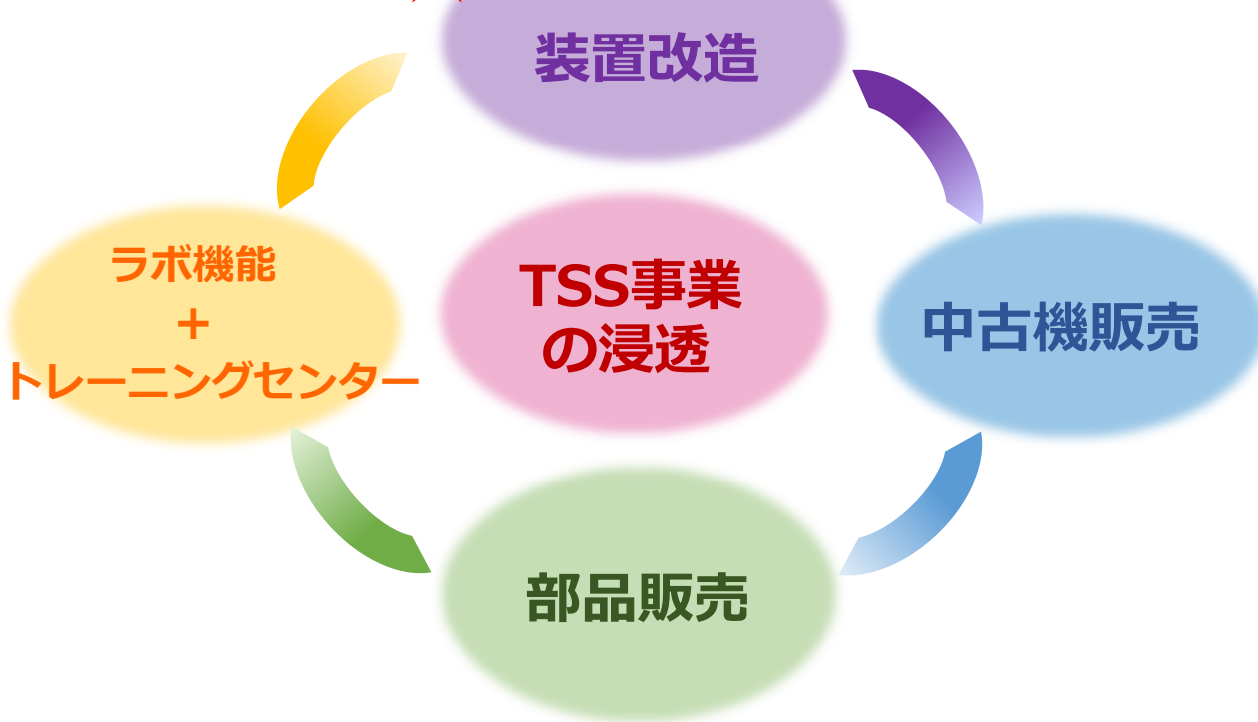 装置改造
ラボ機能
+
トレーニングセンター
TSS事業
の浸透
中古機販売
部品販売